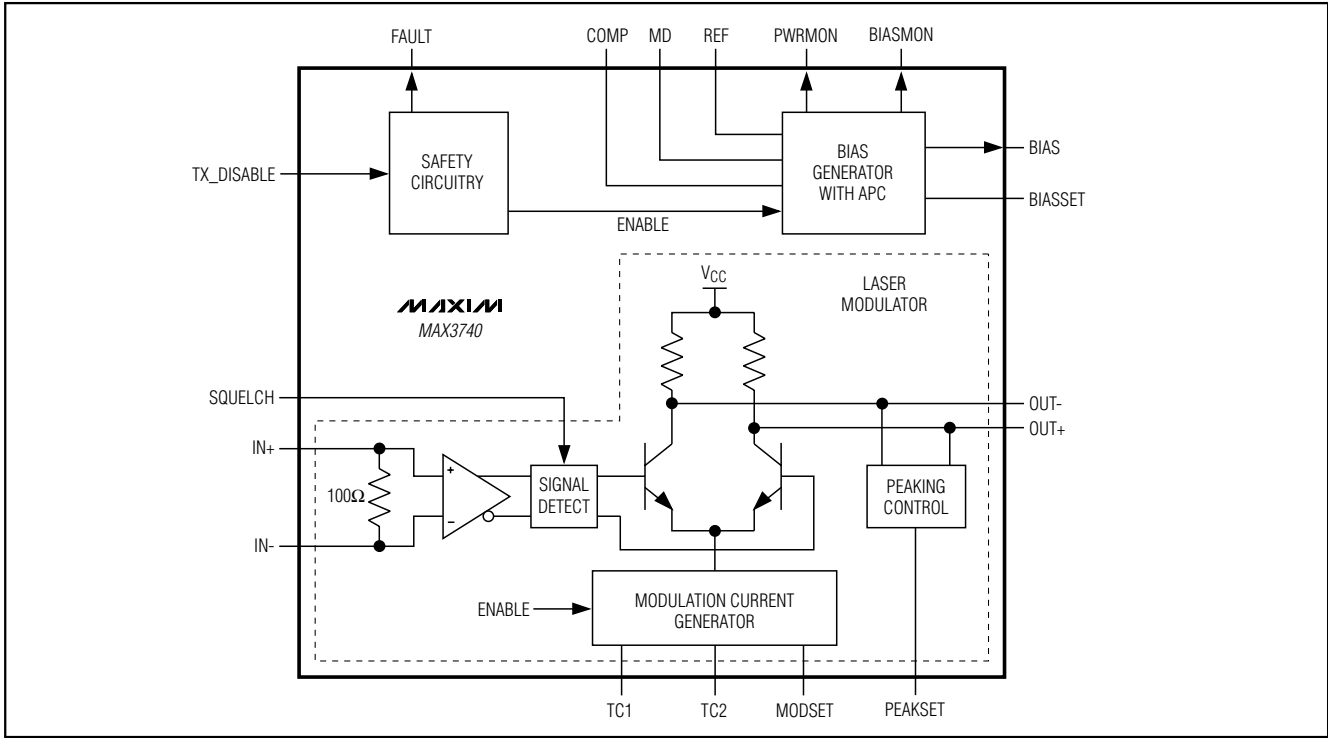 FAULT
COMP
MD
REF
PWRMON
BIASMON
TX_DISABLE
SAFETY
CIRCUITRY
BIAS
GENERATOR
WITH APC
BIAS
BIASSET
ENABLE
VCC
LASER
MODULATOR
MAXIM
MAX3740
SQUELCH
OUT-
OUT+
IN+
100Ω
+
−
IN-
SIGNAL
DETECT
PEAKING
CONTROL
ENABLE
MODULATION CURRENT
GENERATOR
TC1
TC2
MODSET
PEAKSET